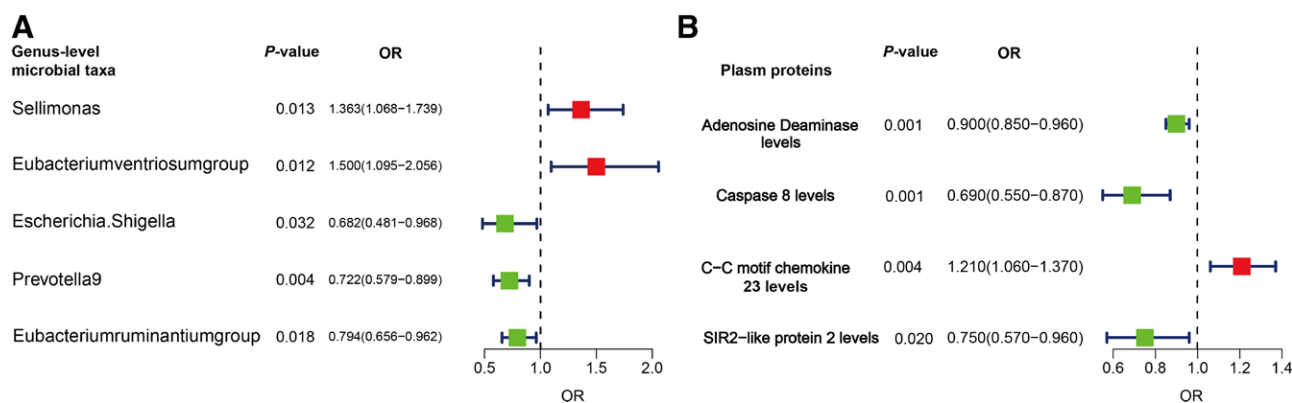 A
Genus-level
microbial taxa
P-value
OR
Sellimonas
0.013
1.363(1.068−1.739)
Eubacteriumventriosumgroup
0.012
1.500(1.095−2.056)
Escherichia.Shigella
0.032
0.682(0.481−0.968)
Prevotella9
0.004
0.722(0.579−0.899)
Eubacteriumruminantiumgroup
0.018
0.794(0.656−0.962)
0.5
1.0
1.5
2.0
OR
B
Plasm proteins
P-value
OR
Adenosine Deaminase
levels
0.001
0.900(0.850−0.960)
Caspase 8 levels
0.001
0.690(0.550−0.870)
C−C motif chemokine
23 levels
0.004
1.210(1.060−1.370)
SIR2−like protein 2 levels
0.020
0.750(0.570−0.960)
0.6
0.8
1.0
1.2
1.4
OR